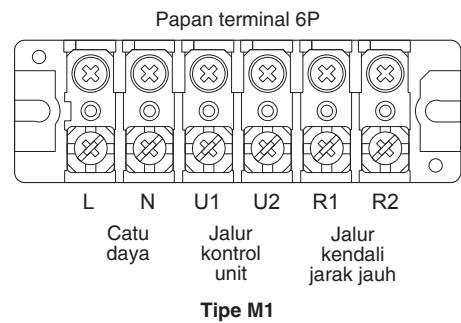 Papan terminal 6P
L N U1 U2 R1 R2
Catu daya
Jalur kontrol unit
Jalur kendali jarak jauh
Tipe M1